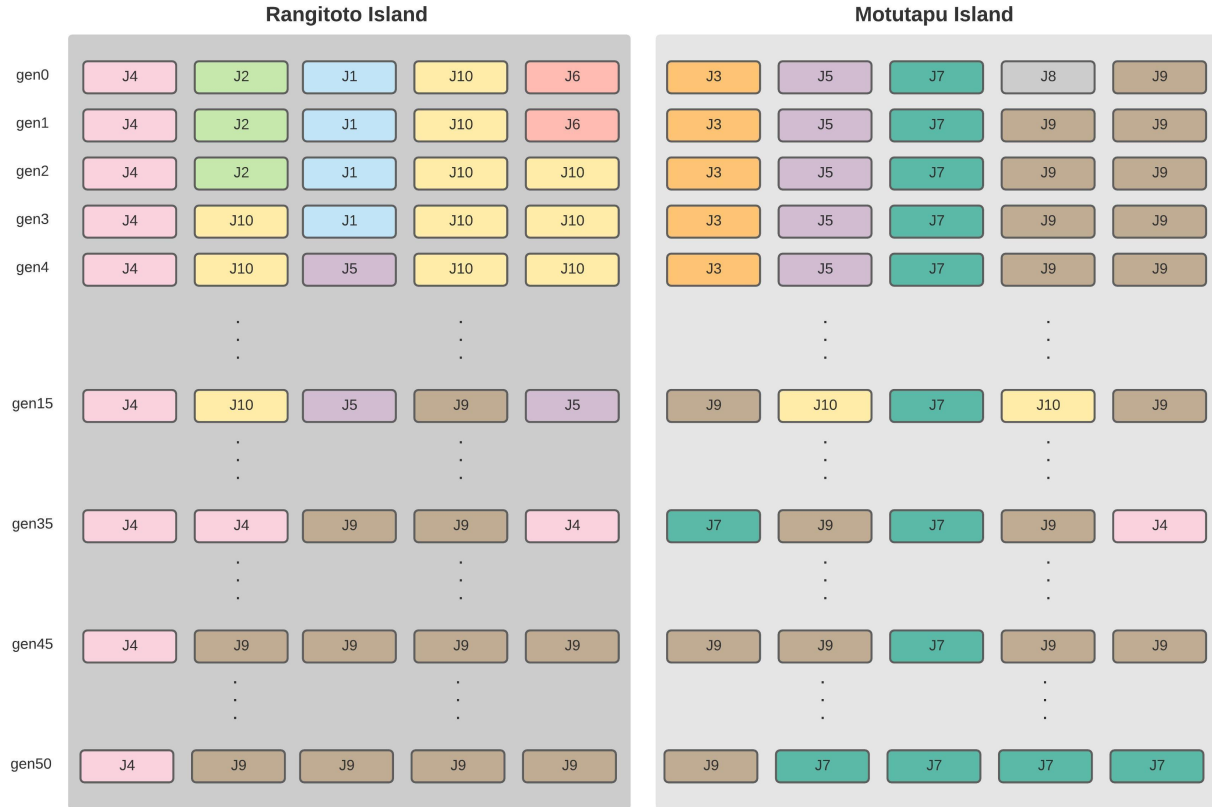 Rangitoto Island Motutapu Island
gen0 J4 J2 J1 J10 J6 J3 J5 J7 J8 J9
gen1 J4 J2 J1 J10 J6 J3 J5 J7 J9 J9
gen2 J4 J2 J1 J10 J10 J3 J5 J7 J9 J9
gen3 J4 J10 J1 J10 J10 J3 J5 J7 J9 J9
gen4 J4 J10 J5 J10 J10 J3 J5 J7 J9 J9
gen15 J4 J10 J5 J9 J5 J9 J10 J7 J10 J9
gen35 J4 J4 J9 J9 J4 J7 J9 J7 J9 J4
gen45 J4 J9 J9 J9 J9 J9 J9 J7 J9 J9
gen50 J4 J9 J9 J9 J9 J9 J7 J7 J7 J7